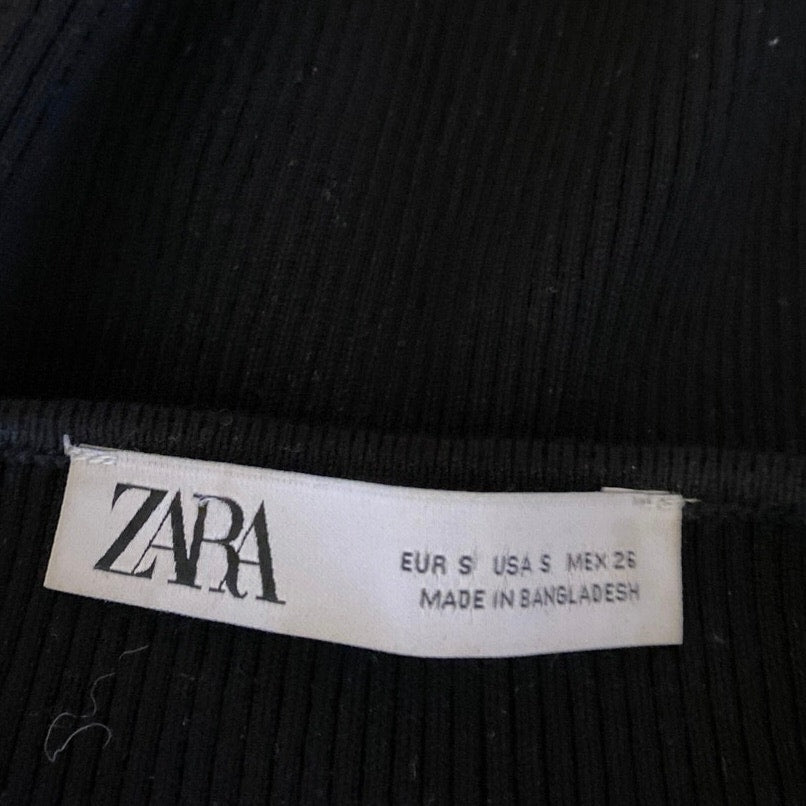 ZARA
EUR S USA S MEX 26
MADE IN BANGLADESH